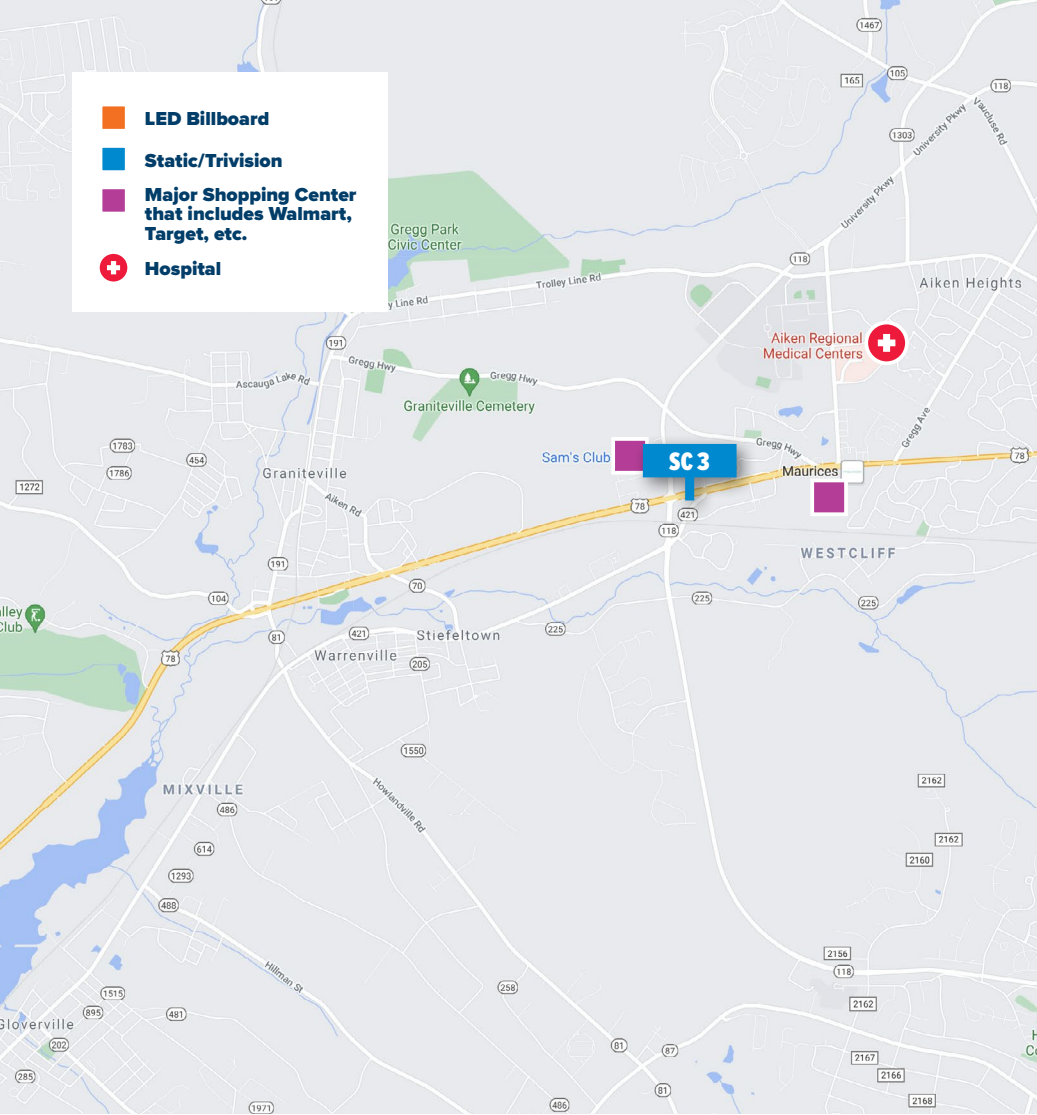 LED Billboard
Static/Trivision
Major Shopping Center
that includes Walmart,
Target, etc.
Hospital
1467
165
105
118
1303
University Pkwy
Vaucluse Rd
University Pkwy
Gregg Park
Civic Center
118
Trolley Line Rd
Aiken Heights
y Line Rd
191
Aiken Regional
Medical Centers
Gregg Hwy
Gregg Hwy
Ascauga Lake Rd
Graniteville Cemetery
Gregg Ave
1783
Gregg Hwy
454
Sam's Club
SC 3
78
1786
Graniteville
Maurices
1272
Aiken Rd
78
421
118
WESTCLIFF
191
70
104
225
225
81
421
Stiefeltown
225
lley
Club
78
Warrenville
205
1550
2162
MIXVILLE
486
Howlandville Rd
2162
614
2160
1293
488
2156
118
Hillman St
258
1515
2162
895
481
Gloverville
202
81
87
H
Co
2167
285
2166
81
1971
486
2168